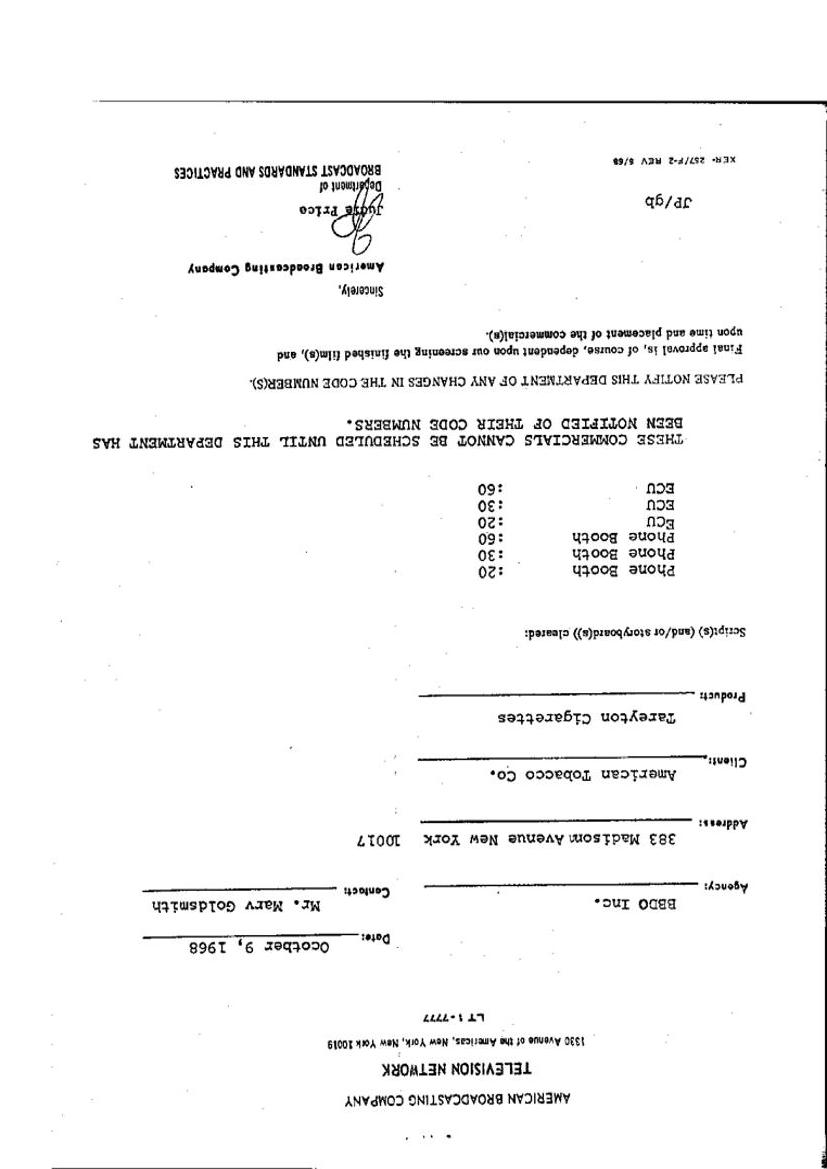 AMERICAN BROADCASTING COMPANY
TELEVISION NETWORK
1330 Avenue of the Americas, New York, New York 10019
LT 1-7777
Date: Ocotber 9, 1968
BBDO Inc. Mr. Marv Goldsmith
Agency: Contact:
383 Madisonn Avenue New York 10017
Address:
American Tobacco Co.
Client:
Tareyton Cigarettes
Product:
Script(s) (and/or storyboard(s)) cleared:
Phone Booth :20
Phone Booth :30
Phone Booth :60
ECU :20
ECU :30
ECU :60
THESE COMMERCIALS CANNOT BE SCHEDULED UNTIL THIS DEPARTMENT HAS
BEEN NOTIFIED OF THEIR CODE NUMBERS.
PLEASE NOTIFY THIS DEPARTMENT OF ANY CHANGES IN THE CODE NUMBER(S).
Final approval is, of course, dependent upon our screening the finished film(s), and
upon time and placement of the commercial(s).
Sincerely,
American Broadcasting Company
Judie Price
Department of
BROADCAST STANDARDS AND PRACTICES
JP/gb
XER- 257/F-2 REV 5/68